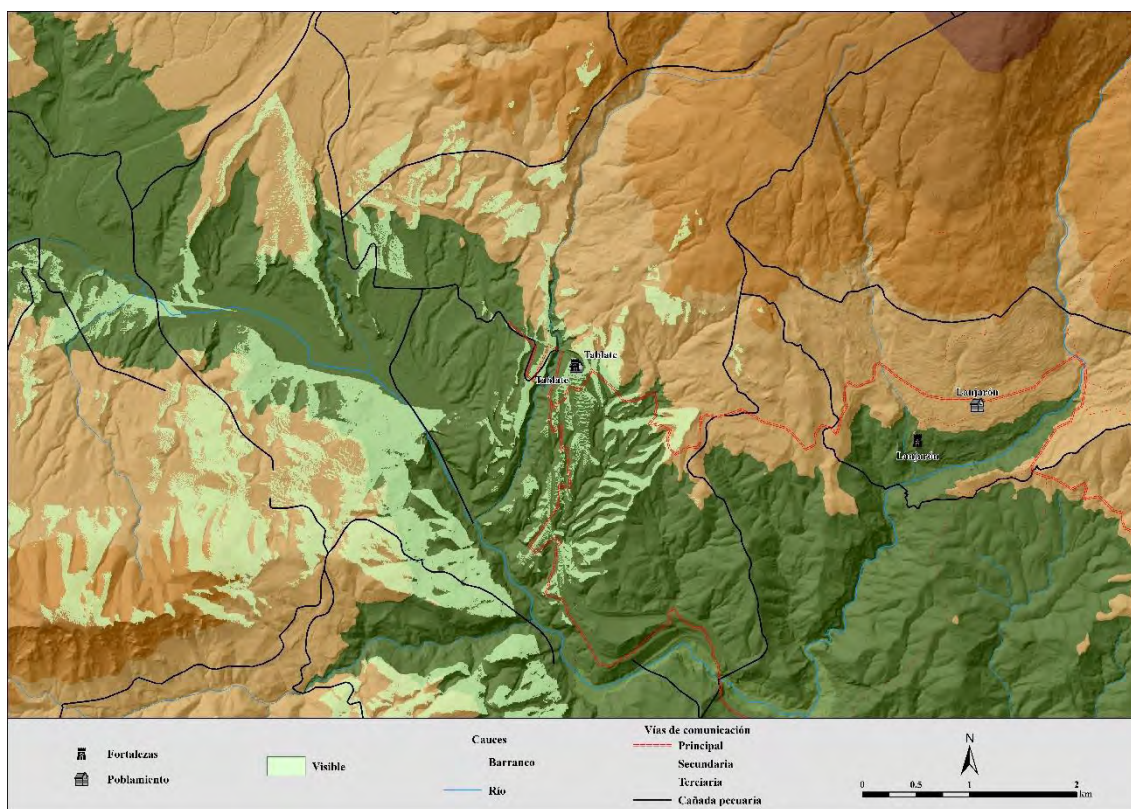 Tablate
Tablate
Lanjarón
Lanjarón
Fortalezas
Poblamiento
Visible
Cauces
Barranco
Río
Vías de comunicación
Principal
Secundaria
Terciaria
Cañada pecuaria
N
0 0.5 1 2
km